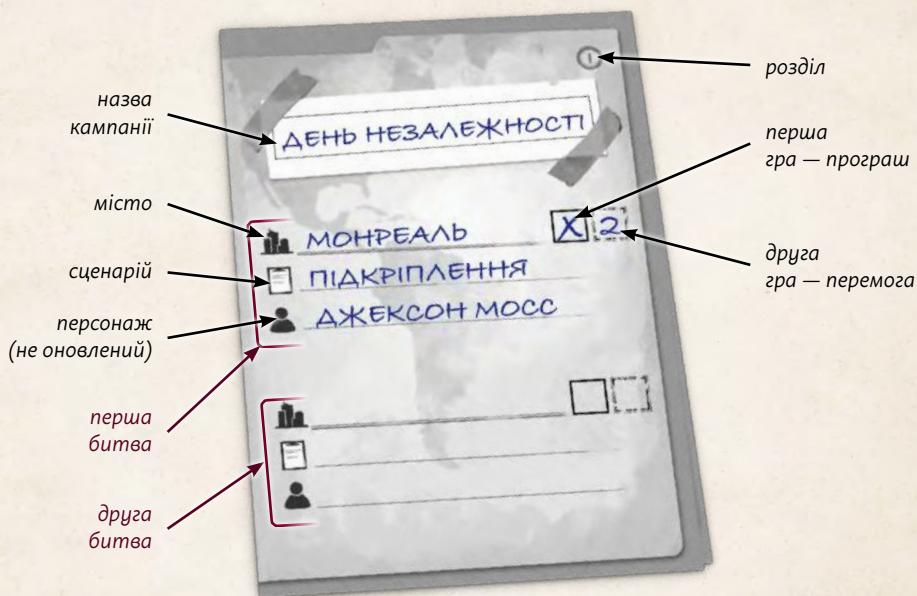 I
розділ
назва
кампанії
ДЕНЬ НЕЗАЛЕЖНОСТІ
перша
гра — програш
місто
МОНРЕАЛЬ
X 2
сценарій
ПІДКРІПЛЕННЯ
друга
гра — перемога
персонаж
(не оновлений)
ДЖЕКСОН МОСС
перша
битва
друга
битва